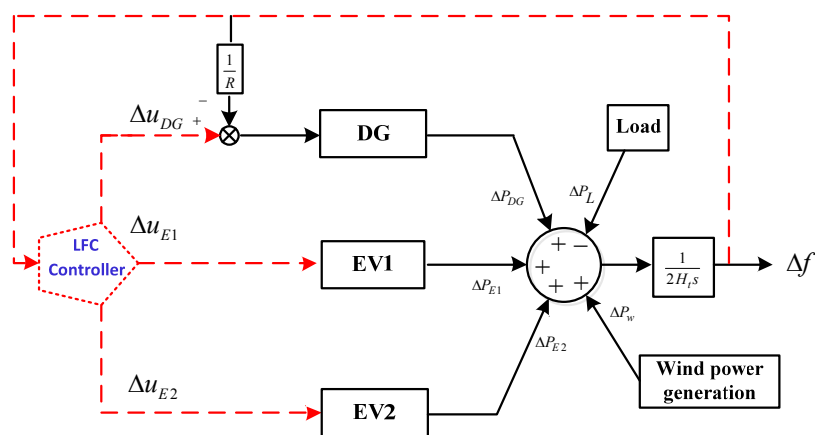 1
R
−
+
Δu_DG
DG
Load
ΔP_DG
ΔP_L
LFC
Controller
Δu_E1
EV1
ΔP_E1
+ −
+
+ +
1
2H_t s
Δf
ΔP_w
ΔP_E2
Δu_E2
EV2
Wind power
generation